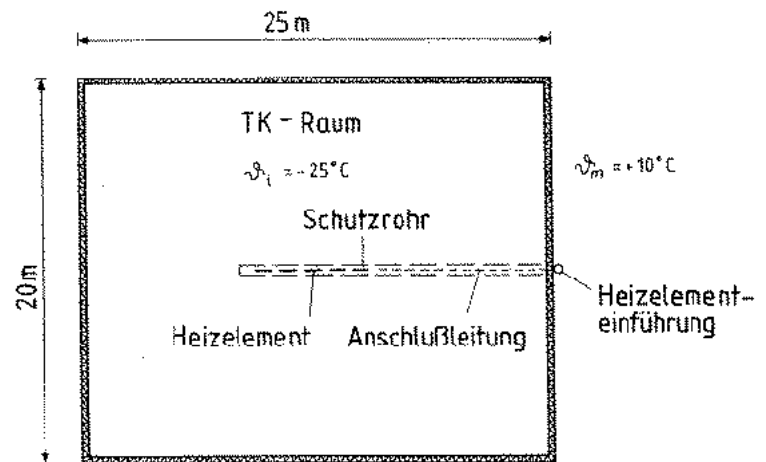 25 m
TK - Raum
ϑi = - 25°C
ϑm = + 10°C
Schutzrohr
20 m
Heizelement
Anschlußleitung
Heizelement-
einführung